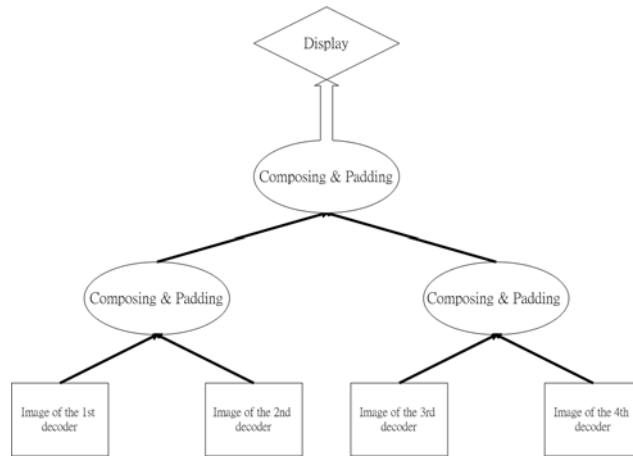 Display
Composing & Padding
Composing & Padding
Composing & Padding
Image of the 1st
decoder
Image of the 2nd
decoder
Image of the 3rd
decoder
Image of the 4th
decoder